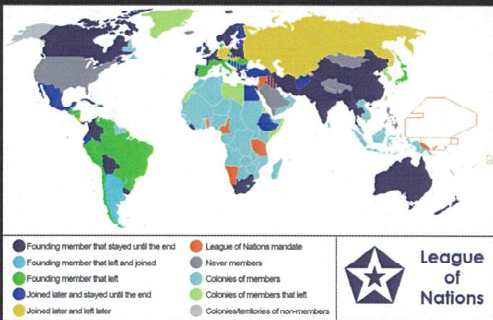 Founding member that stayed until the end
Founding member that left and joined
Founding member that left
Joined later and stayed until the end
Joined later and left later
League of Nations mandate
Never members
Colonies of members
Colonies of members that left
Colonies/territories of non-members
League
of
Nations